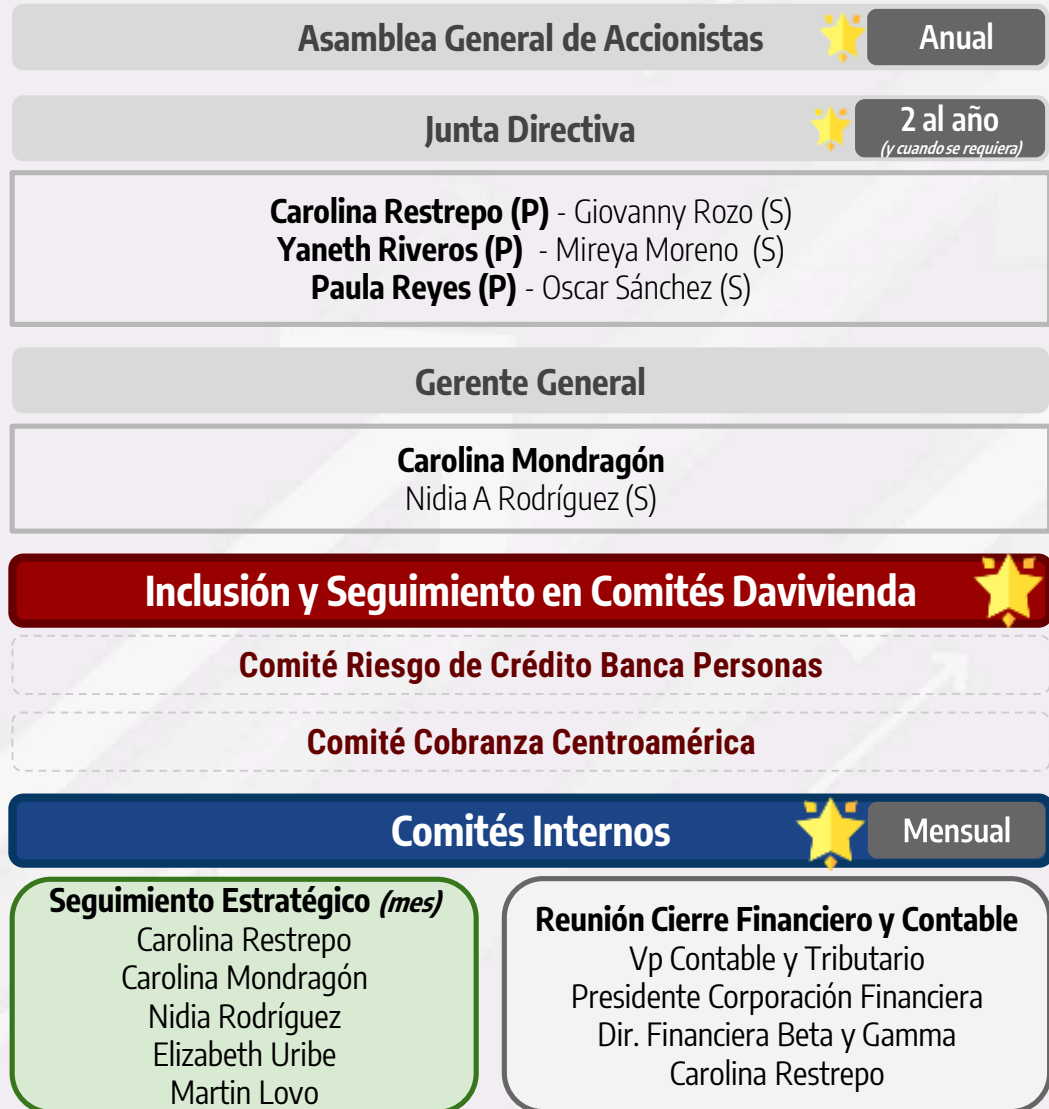 Asamblea General de Accionistas
Anual
Junta Directiva
2 al año
(y cuando se requiera)
Carolina Restrepo (P) - Giovanny Rozo (S)
Yaneth Riveros (P) - Mireya Moreno (S)
Paula Reyes (P) - Oscar Sánchez (S)
Gerente General
Carolina Mondragón
Nidia A Rodríguez (S)
Inclusión y Seguimiento en Comités Davivienda
Comité Riesgo de Crédito Banca Personas
Comité Cobranza Centroamérica
Comités Internos
Mensual
Seguimiento Estratégico (mes)
Carolina Restrepo
Carolina Mondragón
Nidia Rodríguez
Elizabeth Uribe
Martin Lovo
Reunión Cierre Financiero y Contable
Vp Contable y Tributario
Presidente Corporación Financiera
Dir. Financiera Beta y Gamma
Carolina Restrepo